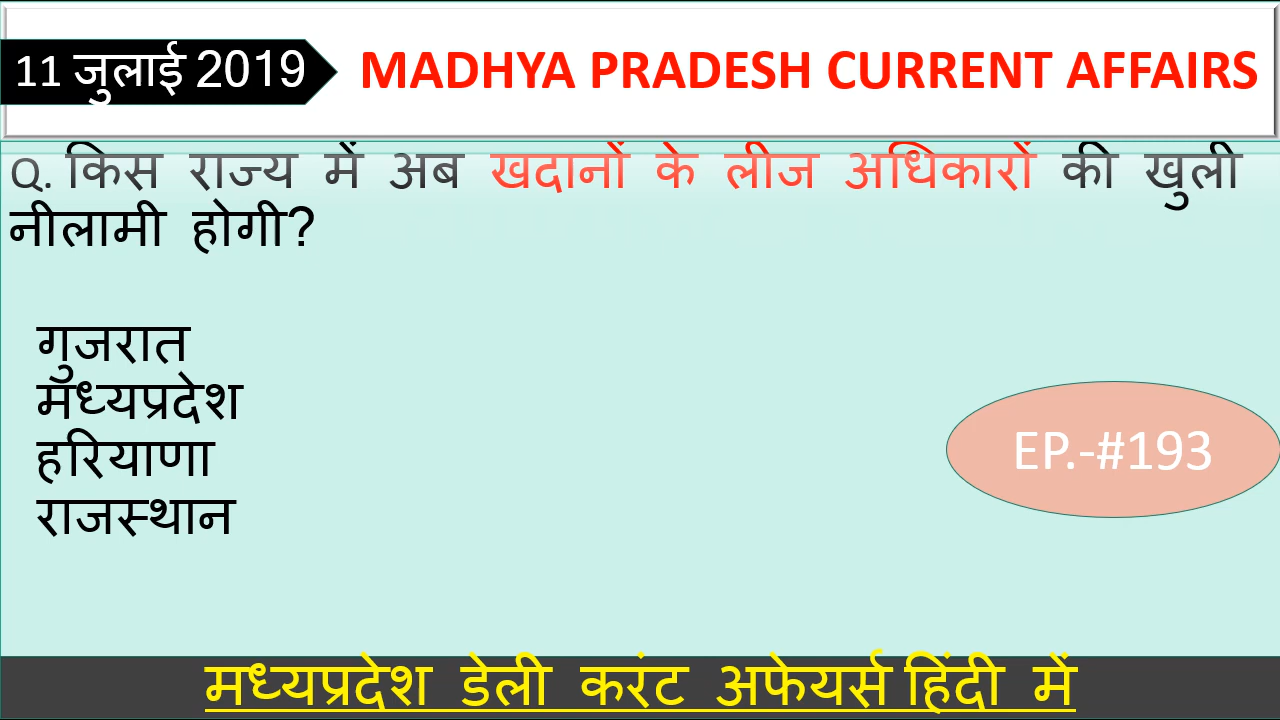 11 जुलाई 2019
MADHYA PRADESH CURRENT AFFAIRS
Q. किस राज्य में अब खदानों के लीज अधिकारों की खुली
नीलामी होगी?
गुजरात
मध्यप्रदेश
हरियाणा
राजस्थान
EP.-#193
मध्यप्रदेश डेली करंट अफेयर्स हिंदी में